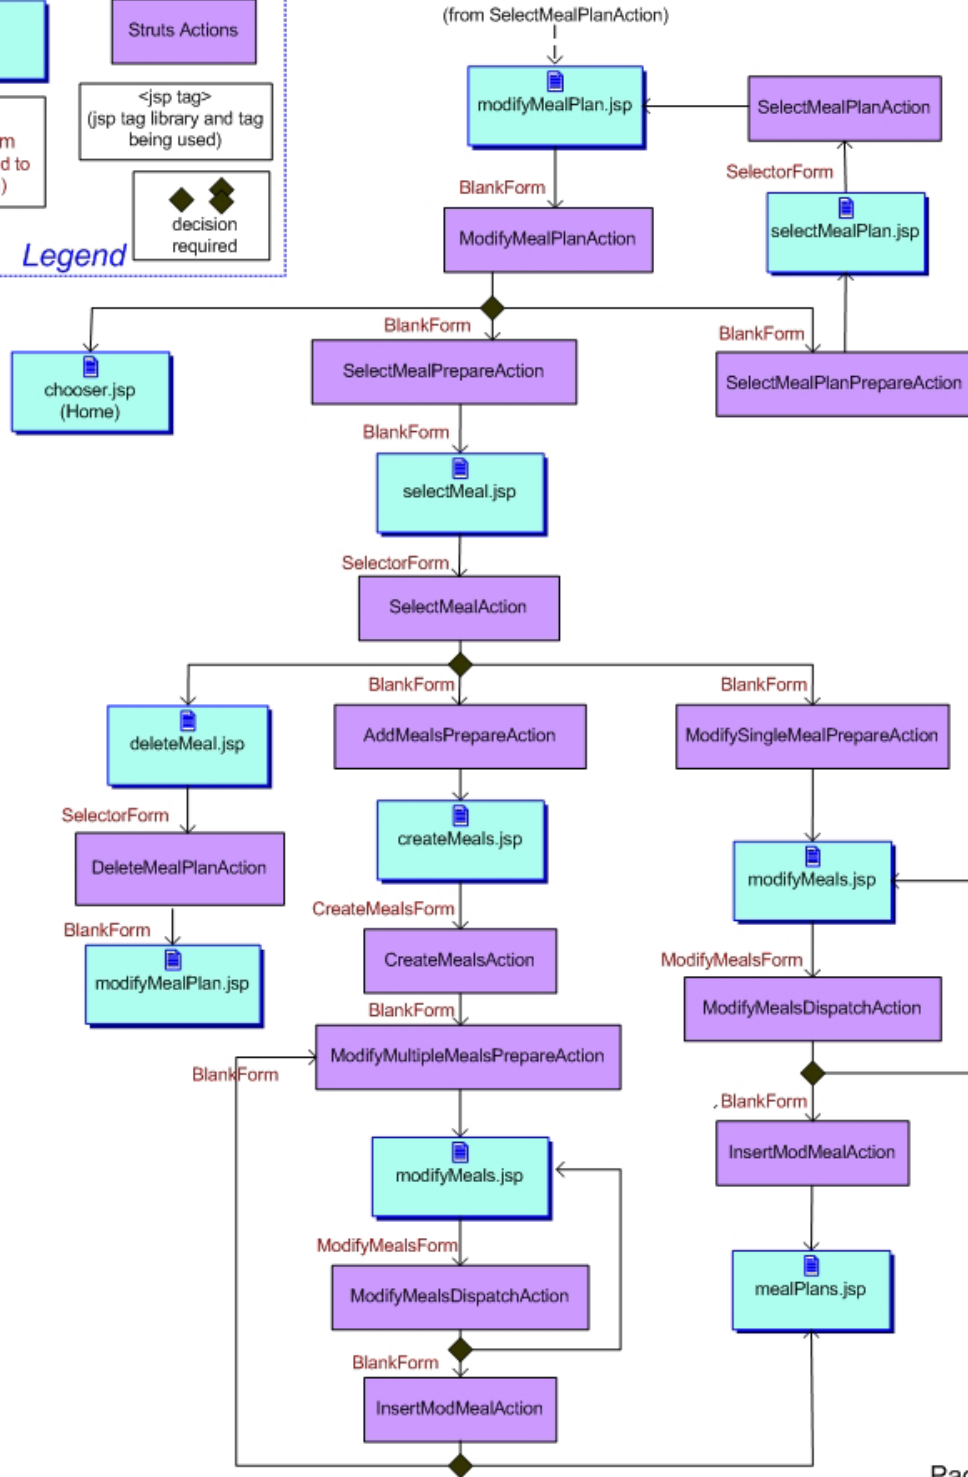 Struts Actions
<jsp tag>
(jsp tag library and tag
being used)
m
d to
)
decision
required
Legend
(from SelectMealPlanAction)
modifyMealPlan.jsp
SelectMealPlanAction
BlankForm
SelectorForm
ModifyMealPlanAction
selectMealPlan.jsp
BlankForm
BlankForm
chooser.jsp
(Home)
SelectMealPrepareAction
SelectMealPlanPrepareAction
BlankForm
selectMeal.jsp
SelectorForm
SelectMealAction
BlankForm
BlankForm
deleteMeal.jsp
AddMealsPrepareAction
ModifySingleMealPrepareAction
SelectorForm
createMeals.jsp
DeleteMealPlanAction
modifyMeals.jsp
CreateMealsForm
BlankForm
CreateMealsAction
ModifyMealsForm
modifyMealPlan.jsp
BlankForm
ModifyMealsDispatchAction
ModifyMultipleMealsPrepareAction
BlankForm
BlankForm
InsertModMealAction
modifyMeals.jsp
ModifyMealsForm
mealPlans.jsp
ModifyMealsDispatchAction
BlankForm
InsertModMealAction